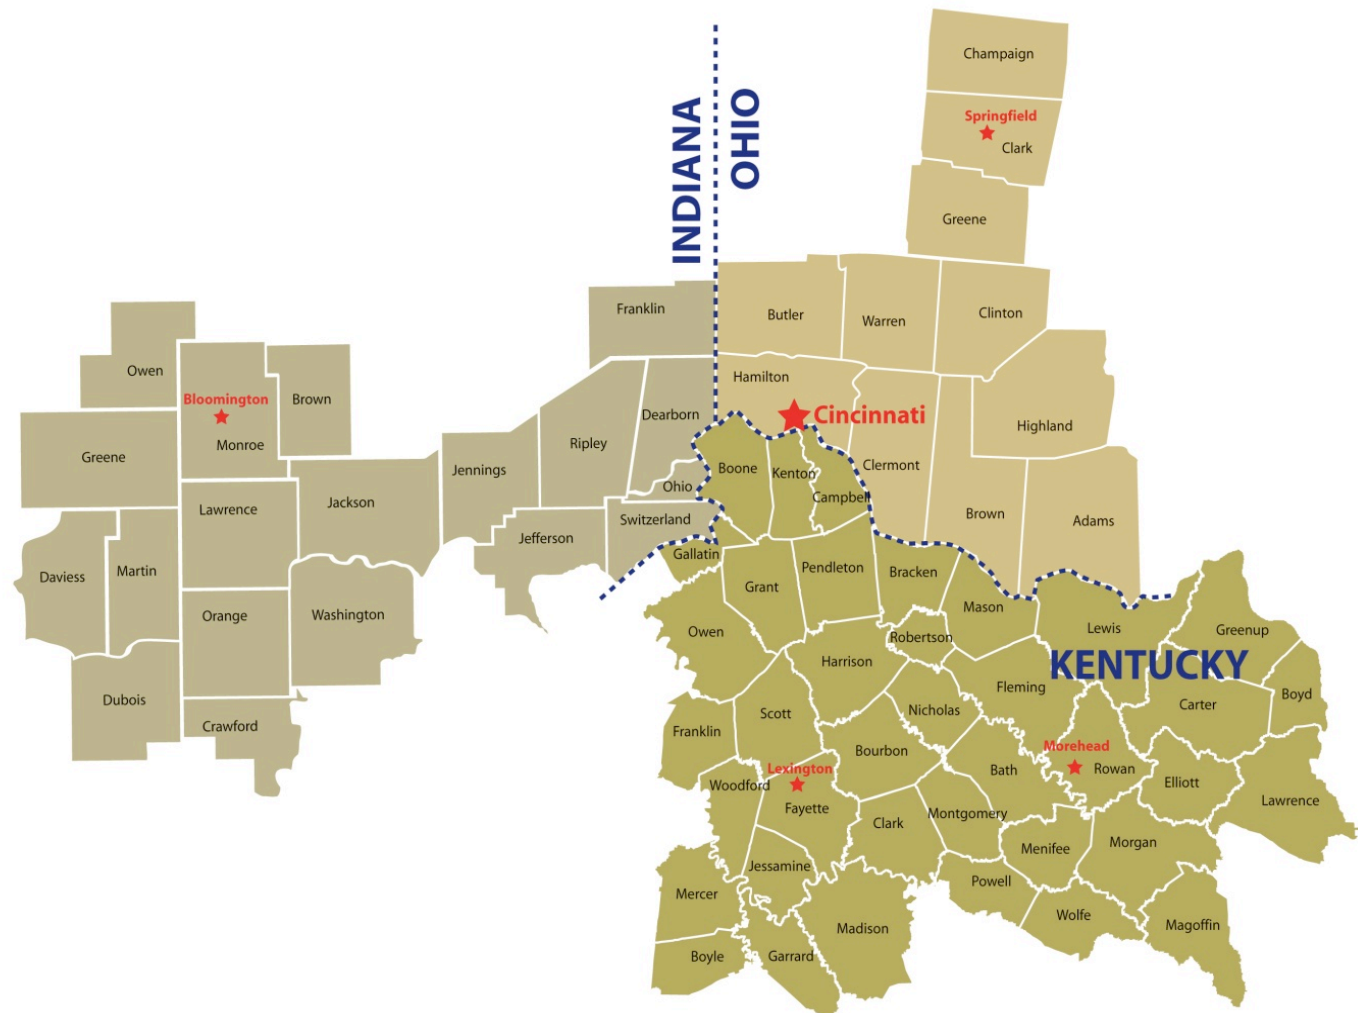 Champaign
Springfield
Clark
Greene
INDIANA
OHIO
Franklin
Butler
Warren
Clinton
Owen
Bloomington
Monroe
Brown
Greene
Hamilton
Cincinnati
Dearborn
Ripley
Highland
Jennings
Boone
Kenton
Campbell
Clermont
Ohio
Lawrence
Jackson
Switzerland
Jefferson
Brown
Adams
Daviess
Martin
Gallatin
Grant
Pendleton
Bracken
Mason
Orange
Washington
Owen
Robertson
Lewis
Greenup
KENTUCKY
Harrison
Fleming
Dubois
Crawford
Scott
Nicholas
Carter
Boyd
Franklin
Bourbon
Morehead
Rowan
Lexington
Woodford
Fayette
Bath
Elliott
Lawrence
Clark
Montgomery
Menifee
Morgan
Jessamine
Mercer
Powell
Wolfe
Magoffin
Madison
Boyle
Garrard